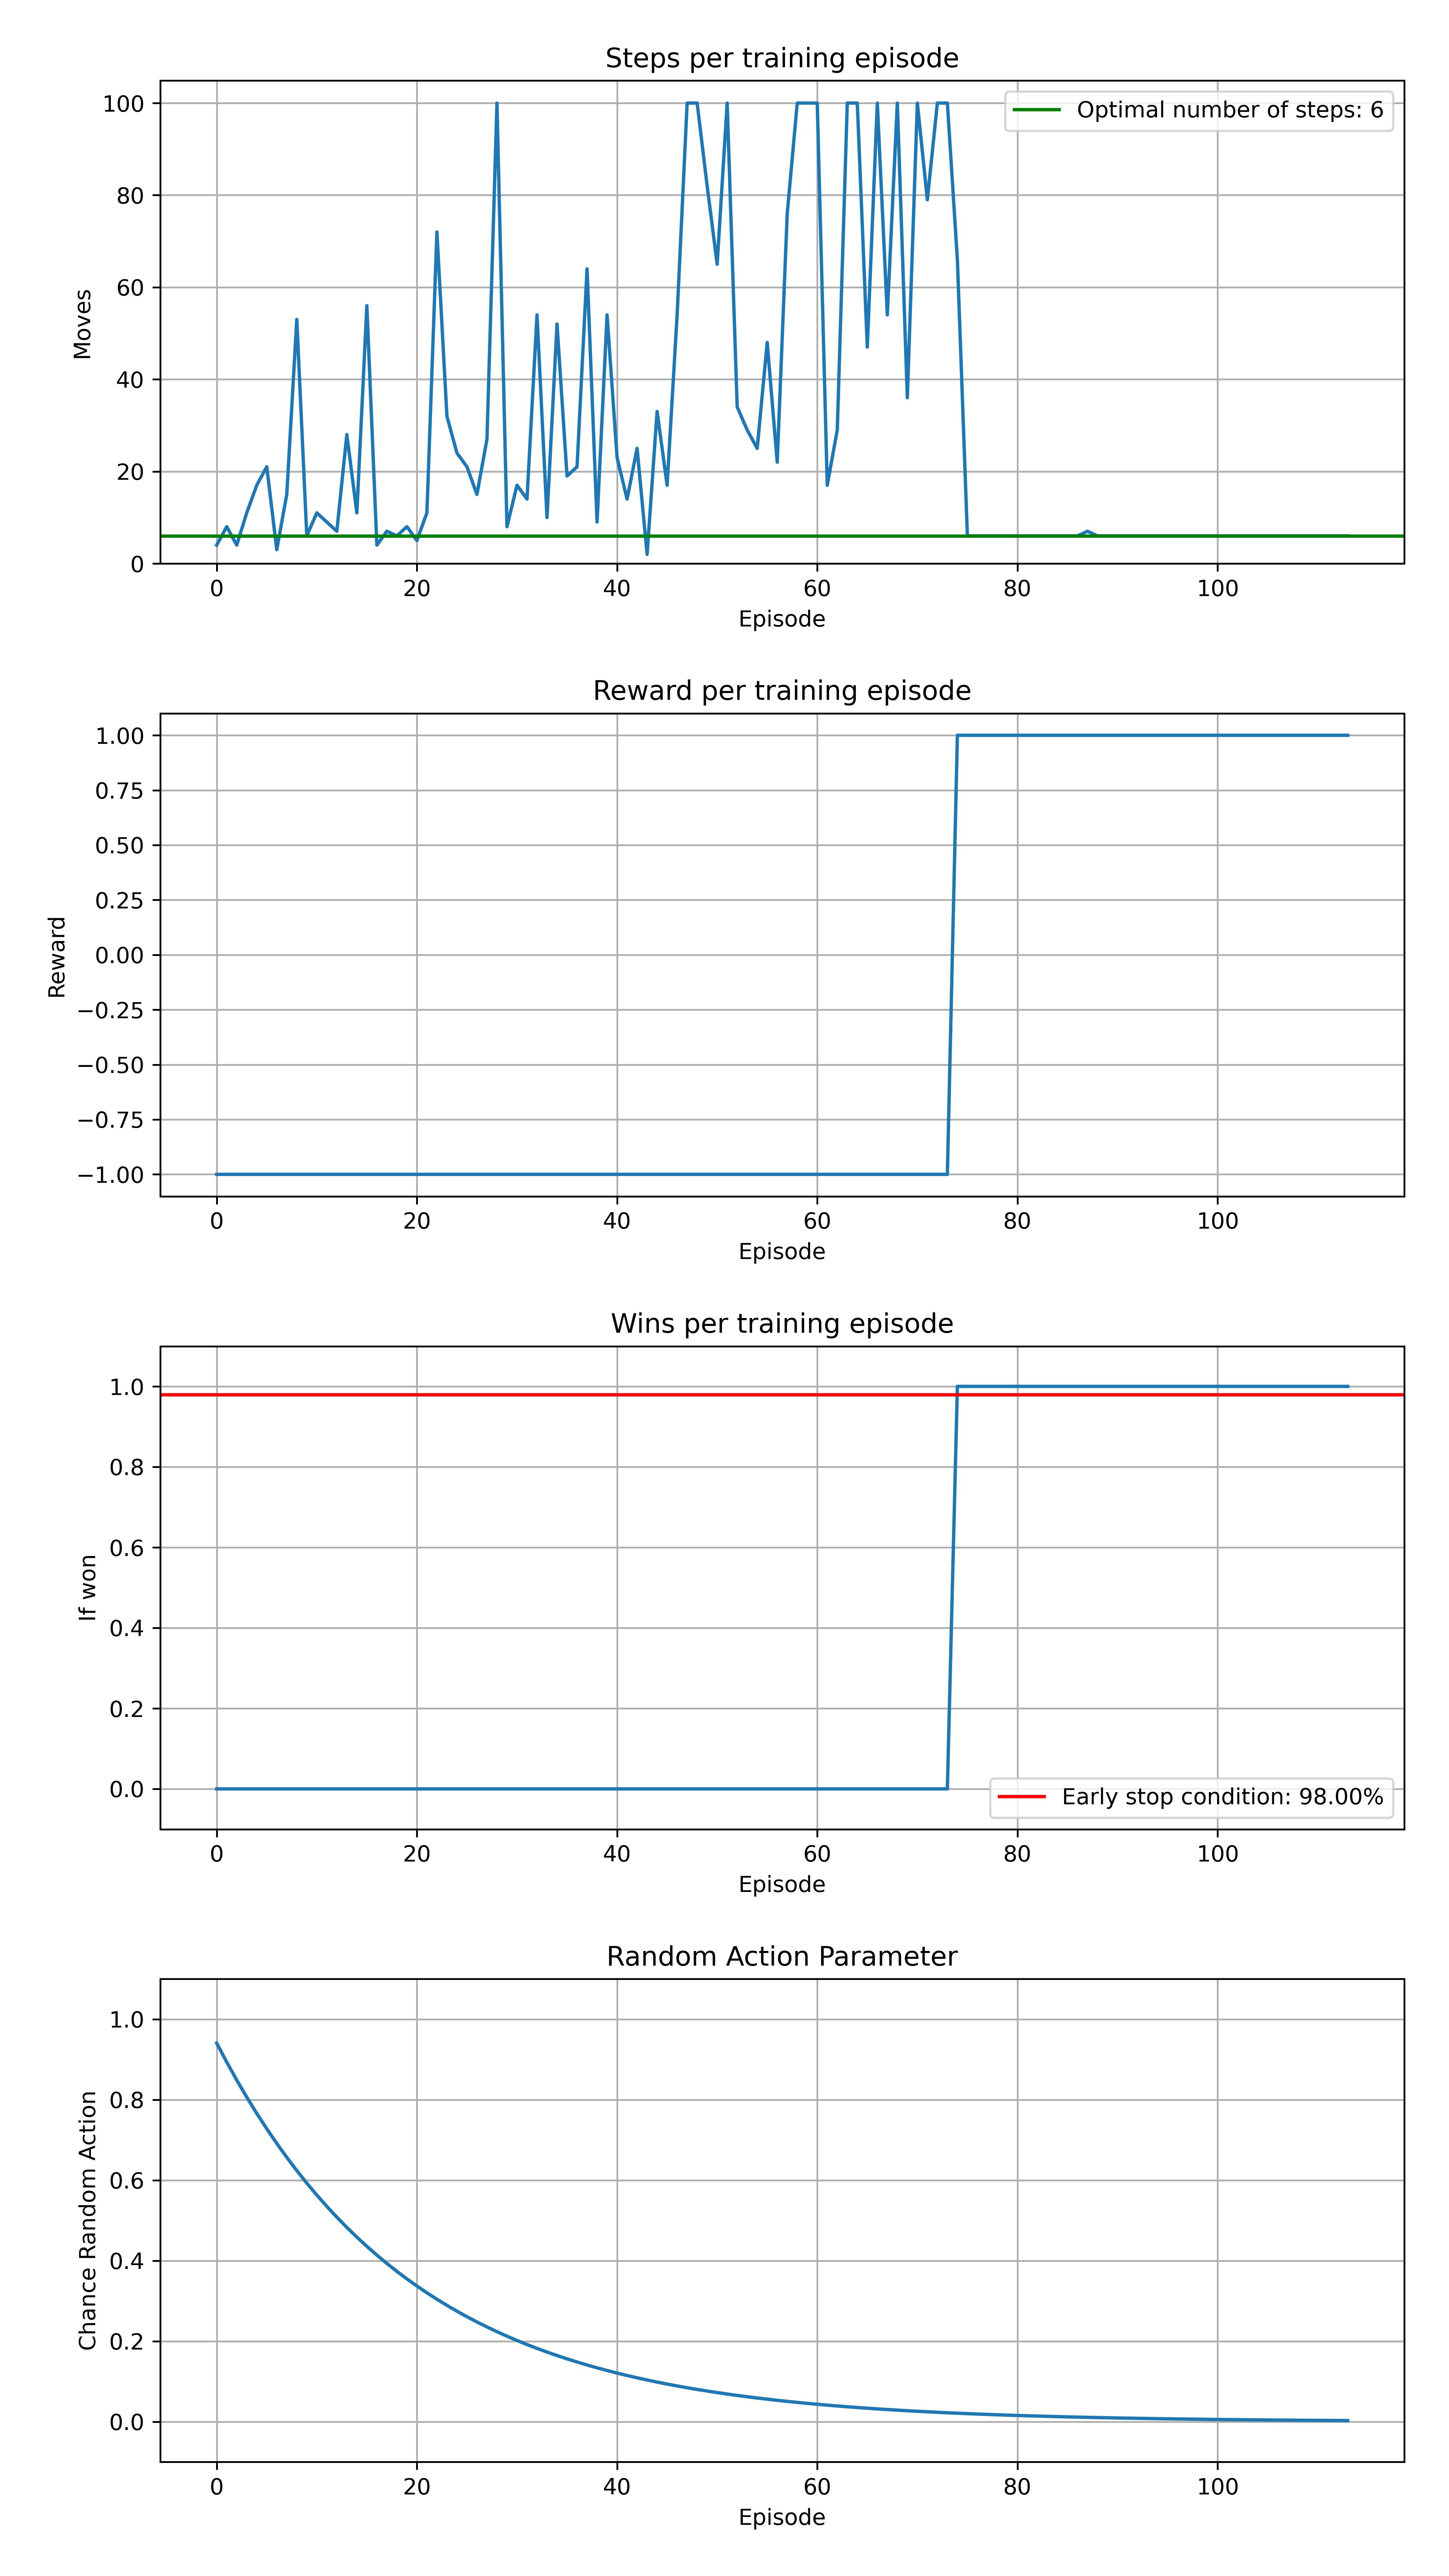 Steps per training episode
100
80
60
40
20
0
Moves
Optimal number of steps: 6
0 20 40 60 80 100
Episode
Reward per training episode
1.00
0.75
0.50
0.25
0.00
−0.25
−0.50
−0.75
−1.00
Reward
0 20 40 60 80 100
Episode
Wins per training episode
1.0
0.8
0.6
0.4
0.2
0.0
If won
Early stop condition: 98.00%
0 20 40 60 80 100
Episode
Random Action Parameter
1.0
0.8
0.6
0.4
0.2
0.0
Chance Random Action
0 20 40 60 80 100
Episode